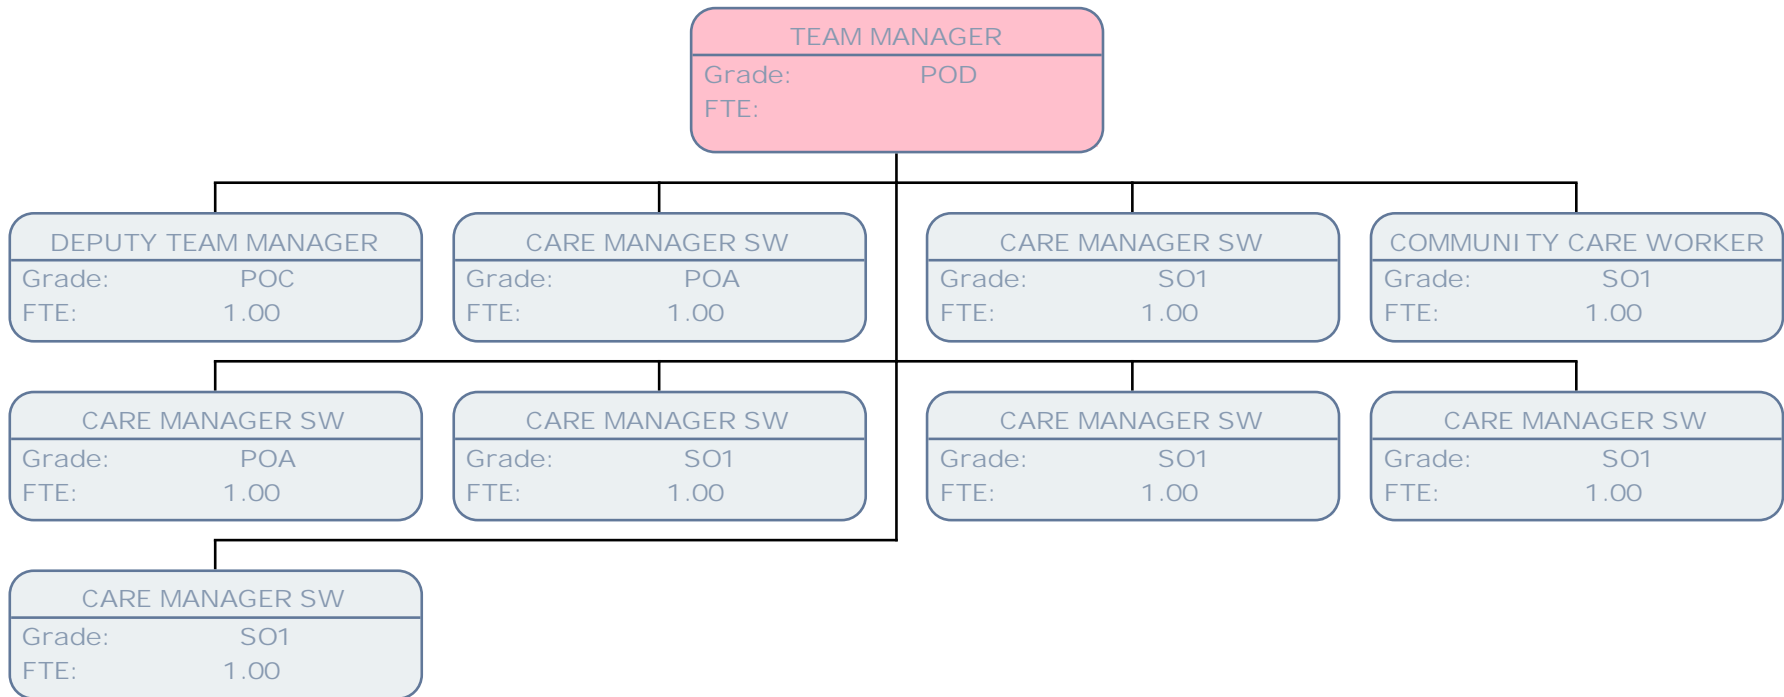 TEAM MANAGER
Grade: POD
FTE:
DEPUTY TEAM MANAGER
Grade: POC
FTE: 1.00
CARE MANAGER SW
Grade: POA
FTE: 1.00
CARE MANAGER SW
Grade: SO1
FTE: 1.00
COMMUNITY CARE WORKER
Grade: SO1
FTE: 1.00
CARE MANAGER SW
Grade: POA
FTE: 1.00
CARE MANAGER SW
Grade: SO1
FTE: 1.00
CARE MANAGER SW
Grade: SO1
FTE: 1.00
CARE MANAGER SW
Grade: SO1
FTE: 1.00
CARE MANAGER SW
Grade: SO1
FTE: 1.00